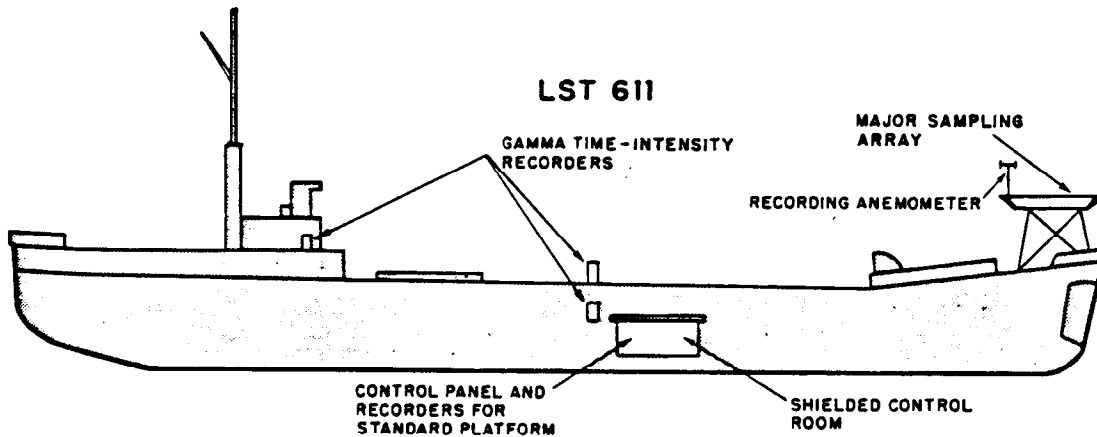 LST 611
GAMMA TIME-INTENSITY
RECORDERS
MAJOR SAMPLING
ARRAY
RECORDING ANEMOMETER
CONTROL PANEL AND
RECORDERS FOR
STANDARD PLATFORM
SHIELDED CONTROL
ROOM